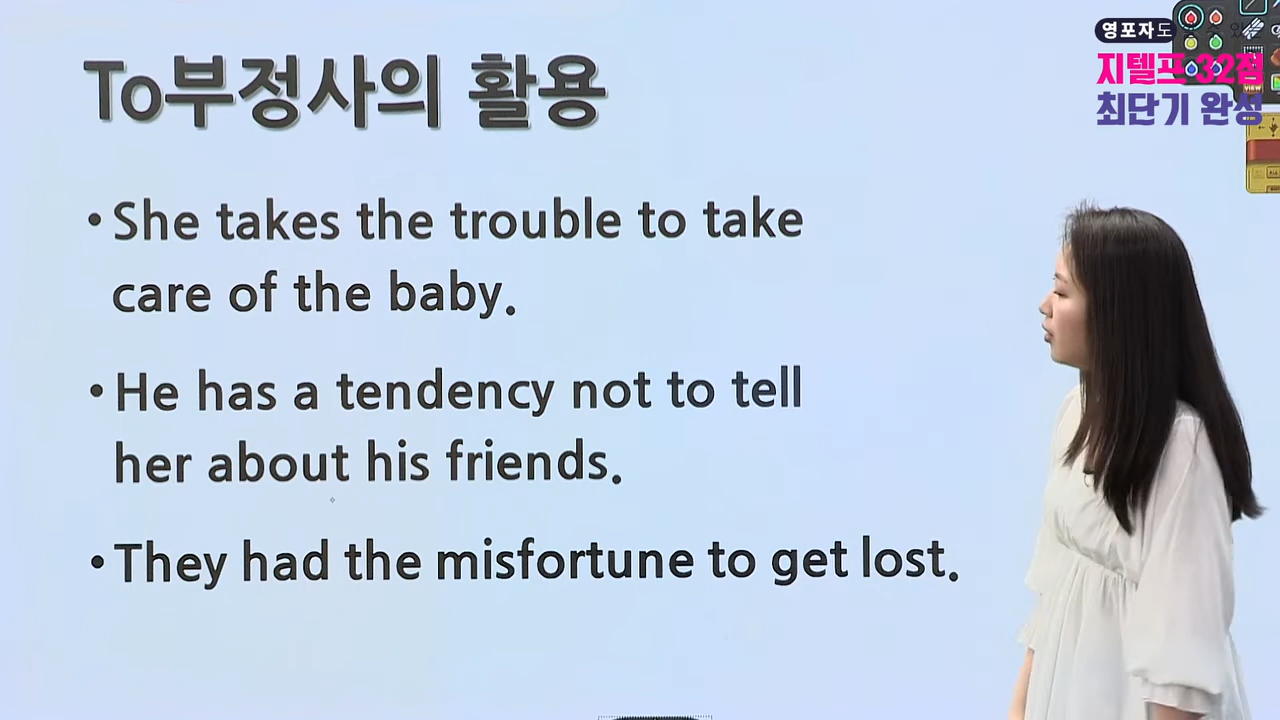 영포자도
지텔프 32점
최단기 완성
To부정사의 활용
• She takes the trouble to take
care of the baby.
• He has a tendency not to tell
her about his friends.
• They had the misfortune to get lost.